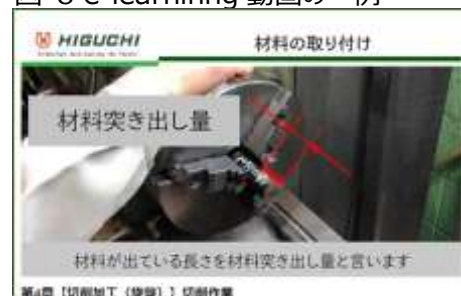 HIGUCHI
材料の取り付け
材料突き出し量
材料が出ている長さを材料突き出し量と言います
第4章【切削加工（旋盤）】切削作業